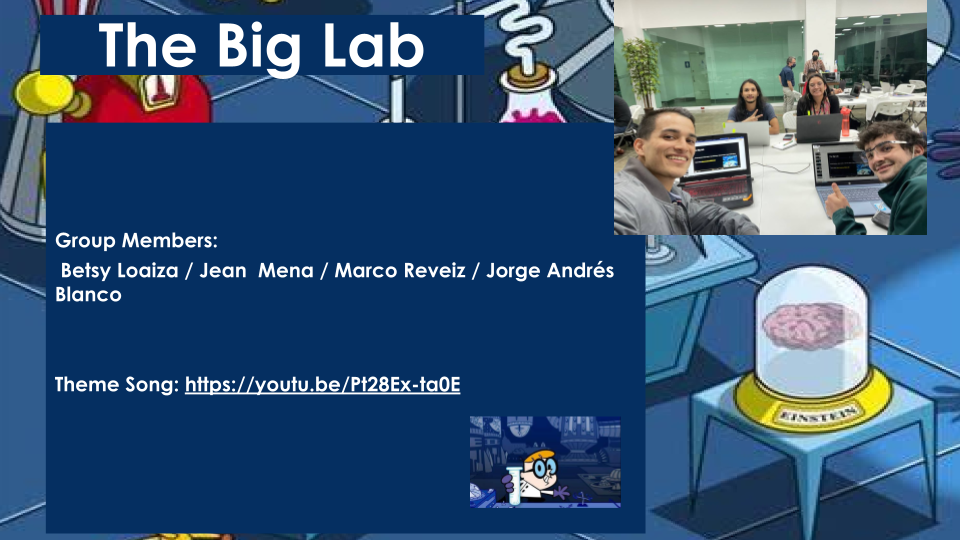 The Big Lab
Group Members:
Betsy Loaiza / Jean Mena / Marco Reveiz / Jorge Andrés
Blanco
Theme Song: https://youtu.be/Pt28Ex-ta0E
EINSTEIN